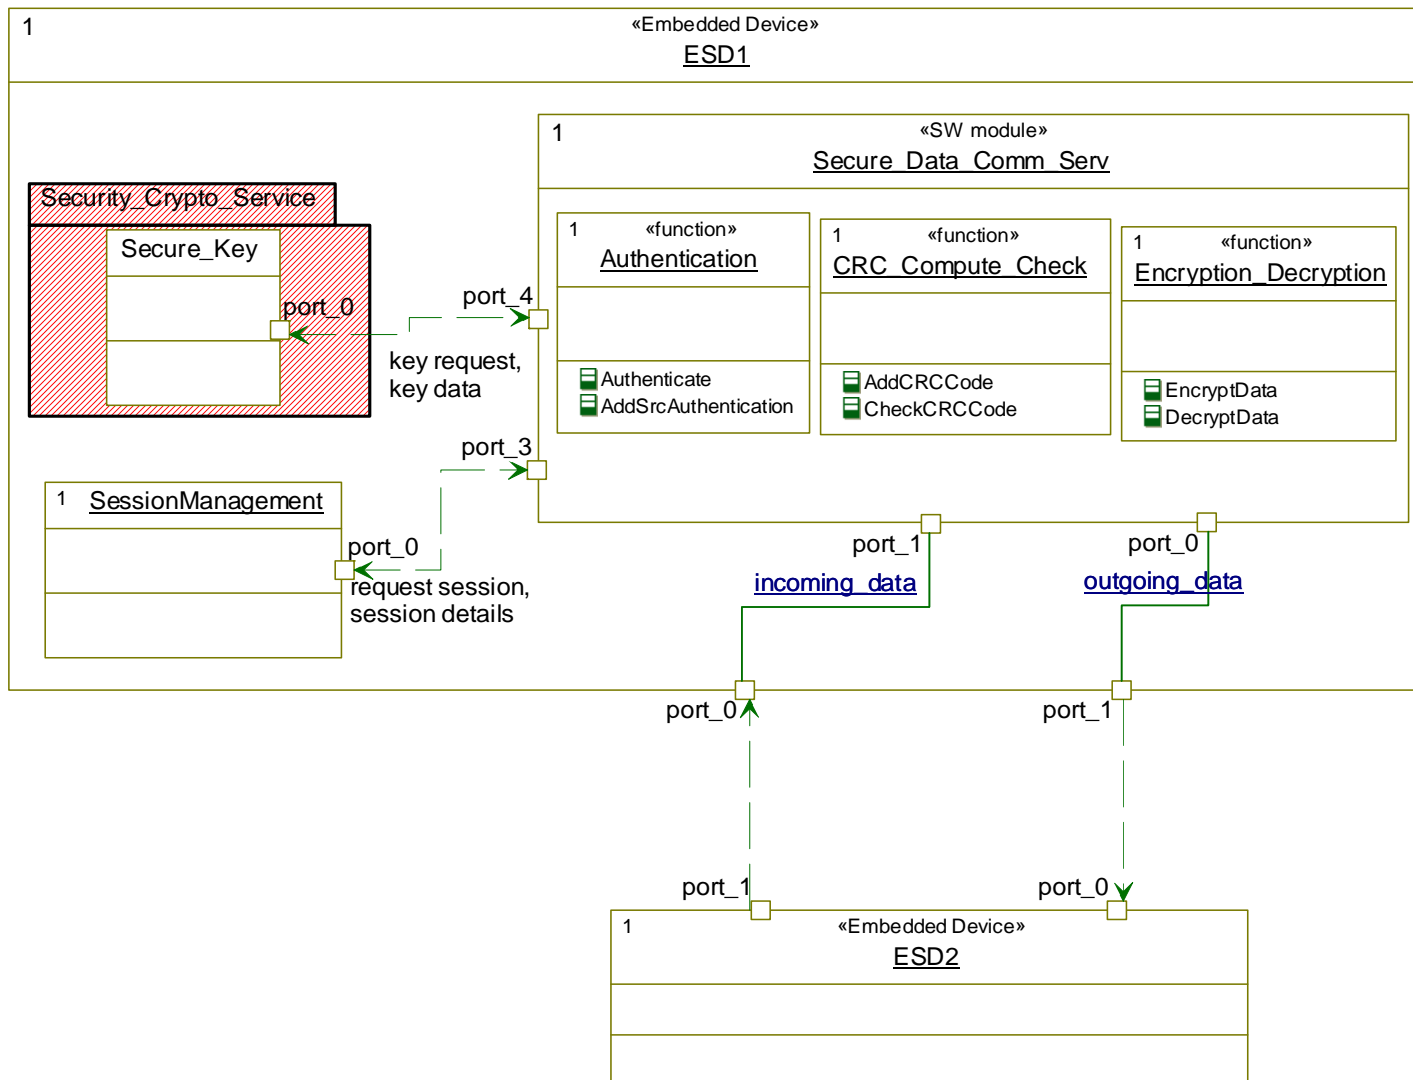 1
«Embedded Device»
ESD1
1
«SW module»
Secure_Data_Comm_Serv
Security_Crypto_Service
Secure_Key
port_0
port_4
key request,
key data
1
«function»
Authentication
Authenticate
AddSrcAuthentication
1
«function»
CRC_Compute_Check
AddCRCCode
CheckCRCCode
1
«function»
Encryption_Decryption
EncryptData
DecryptData
port_3
1
SessionManagement
port_0
request session,
session details
port_1
port_0
incoming_data
outgoing_data
port_0
port_1
port_1
port_0
1
«Embedded Device»
ESD2